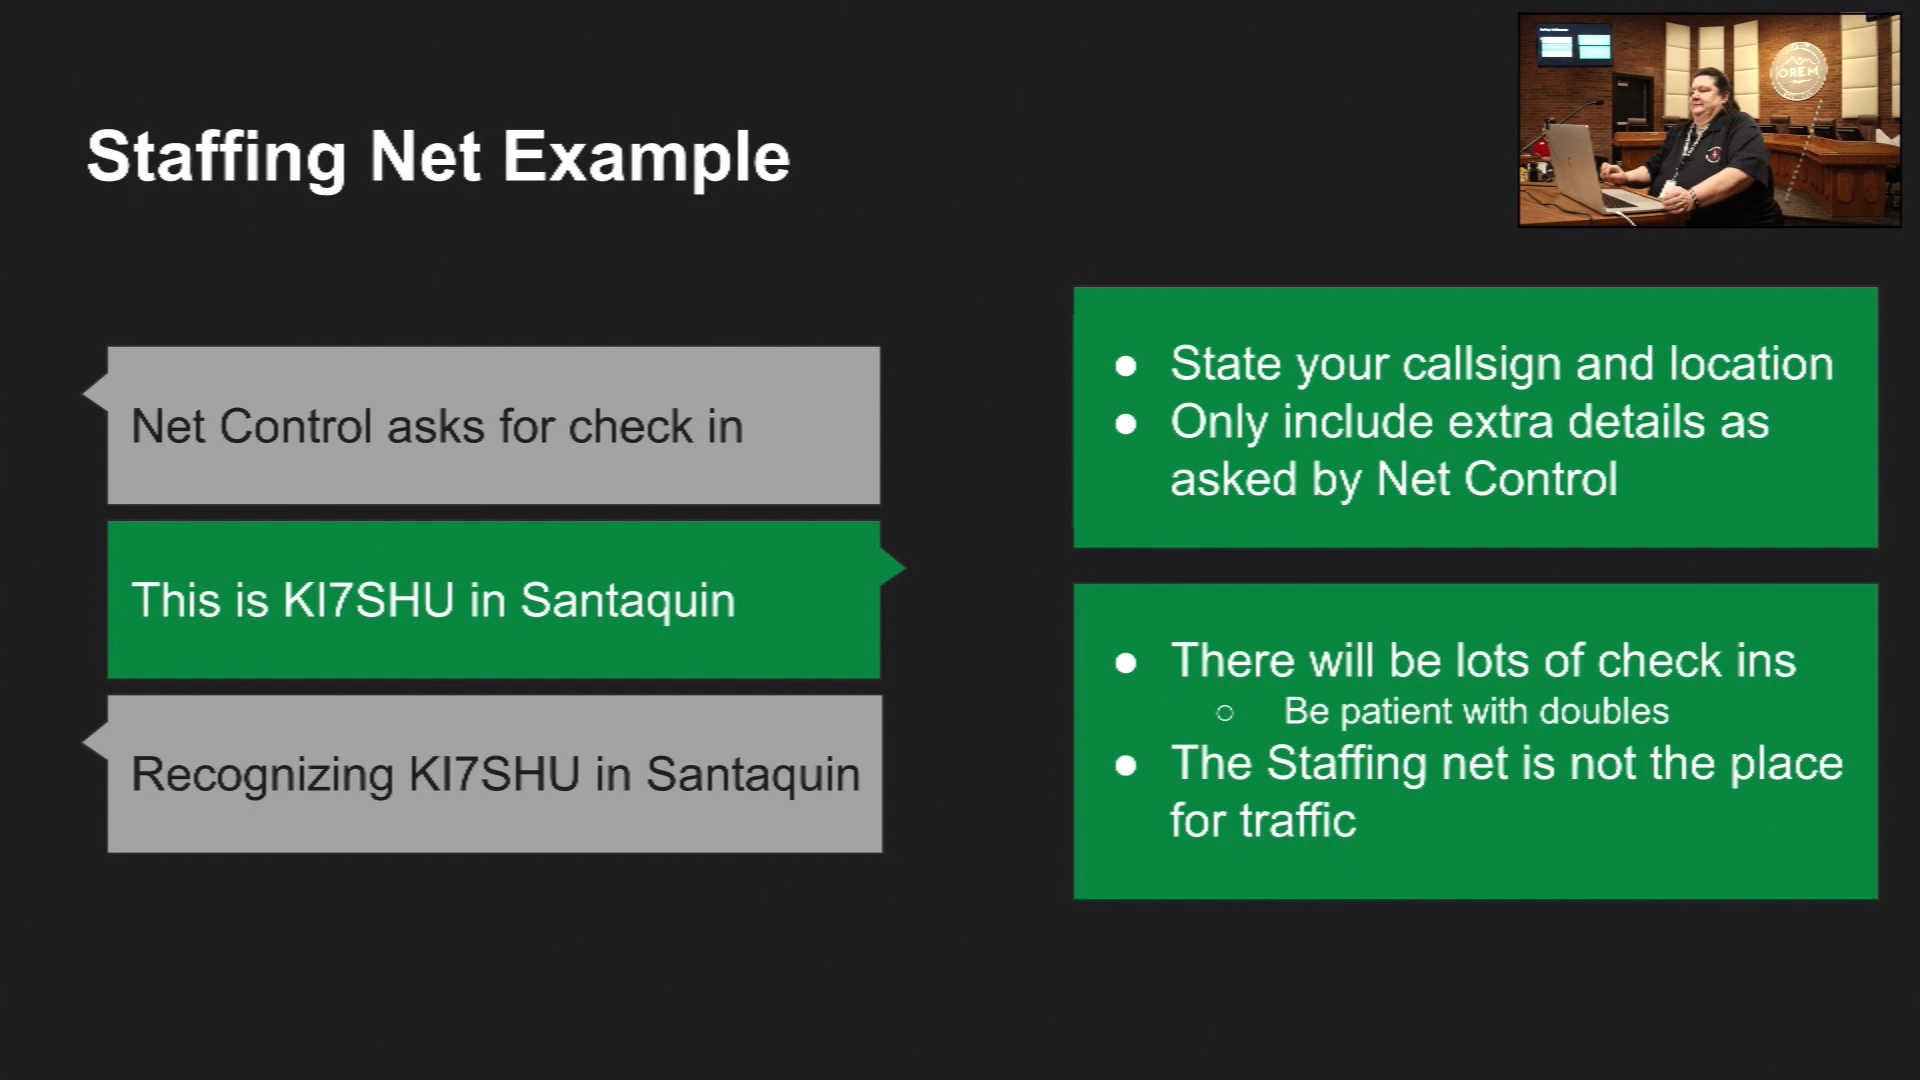 Staffing Net Example
OREM
Net Control asks for check in
This is KI7SHU in Santaquin
Recognizing KI7SHU in Santaquin
● State your callsign and location
● Only include extra details as
asked by Net Control
● There will be lots of check ins
○ Be patient with doubles
● The Staffing net is not the place
for traffic